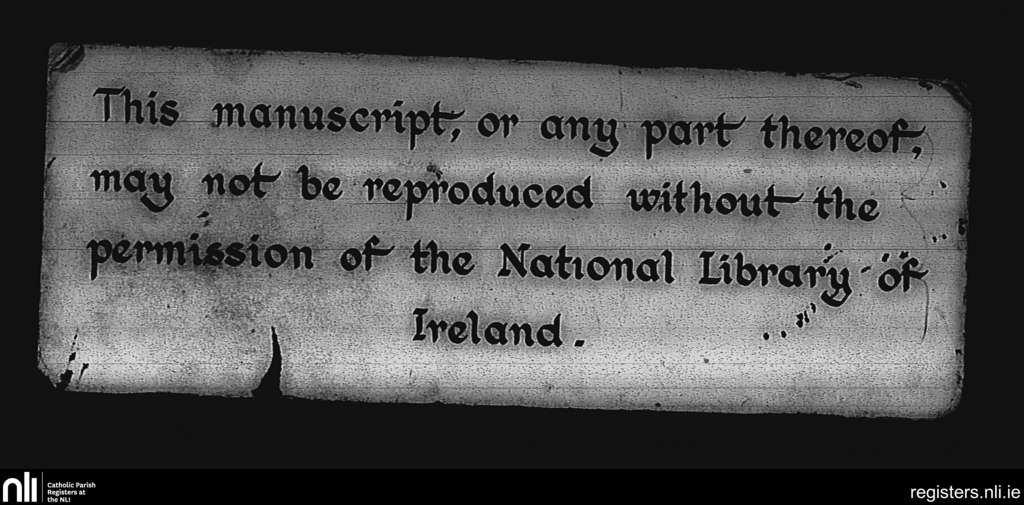 This manuscript, or any part thereof,
may not be reproduced without the
permission of the National Library of
Ireland.
nli
Catholic Parish
Registers at
the NLI
registers.nli.ie